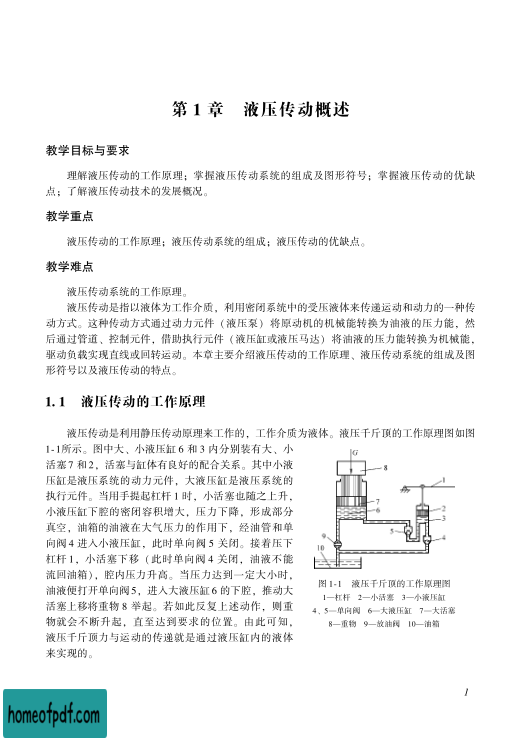 第 1 章　液压传动概述
教学目标与要求
理解液压传动的工作原理；掌握液压传动系统的组成及图形符号；掌握液压传动的优缺
点；了解液压传动技术的发展概况。
教学重点
液压传动的工作原理；液压传动系统的组成；液压传动的优缺点。
教学难点
液压传动系统的工作原理。
液压传动是指以液体为工作介质，利用密闭系统中的受压液体来传递运动和动力的一种传
动方式。这种传动方式通过动力元件（液压泵）将原动机的机械能转换为油液的压力能，然
后通过管道、控制元件，借助执行元件（液压缸或液压马达）将油液的压力能转换为机械能，
驱动负载实现直线或回转运动。本章主要介绍液压传动的工作原理、液压传动系统的组成及图
形符号以及液压传动的特点。
1. 1　液压传动的工作原理
液压传动是利用静压传动原理来工作的，工作介质为液体。液压千斤顶的工作原理图如图
1-1所示。图中大、小液压缸 6 和 3 内分别装有大、小
活塞 7 和 2，活塞与缸体有良好的配合关系。其中小液
压缸是液压系统的动力元件，大液压缸是液压系统的
执行元件。当用手提起杠杆 1 时，小活塞也随之上升，
小液压缸下腔的密闭容积增大，压力下降，形成部分
真空，油箱的油液在大气压力的作用下，经油管和单
向阀 4 进入小液压缸，此时单向阀 5 关闭。接着压下
杠杆 1，小活塞下移（此时单向阀 4 关闭，油液不能
流回油箱），腔内压力升高。当压力达到一定大小时，
油液便打开单向阀 5，进入大液压缸 6 的下腔，推动大
活塞上移将重物 8 举起。若如此反复上述动作，则重
物就会不断升起，直至达到要求的位置。由此可知，
液压千斤顶力与运动的传递就是通过液压缸内的液体
来实现的。
G
8
1
7
6
2
3
5
4
9
10
图 1-1　液压千斤顶的工作原理图
1—杠杆　2—小活塞　3—小液压缸
4、5—单向阀　6—大液压缸　7—大活塞
8—重物　9—放油阀　10—油箱
1
homeofpdf.com